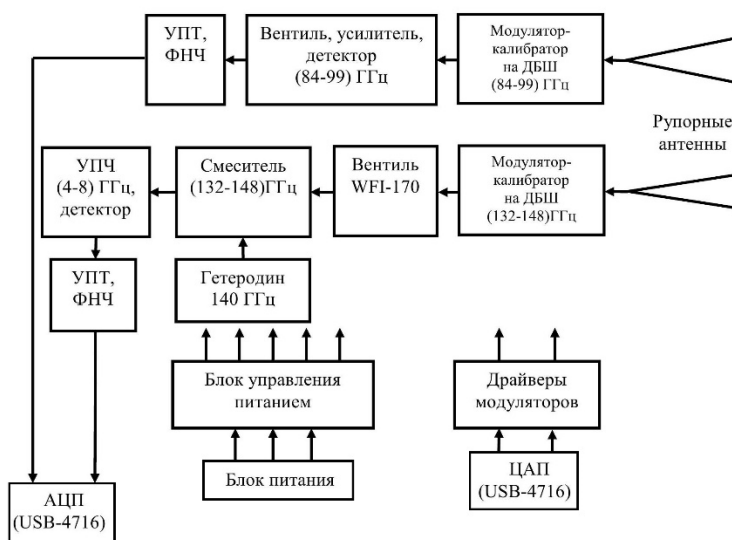 УПТ,
ФНЧ
Вентиль, усилитель,
детектор
(84-99) ГГц
Модулятор-
калибратор
на ДБШ
(84-99) ГГц
Рупорные
антенны
УПЧ
(4-8) ГГц,
детектор
Смеситель
(132-148)ГГц
Вентиль
WFI-170
Модулятор-
калибратор
на ДБШ
(132-148)ГГц
УПТ,
ФНЧ
Гетеродин
140 ГГц
Блок управления
питанием
Драйверы
модуляторов
Блок питания
ЦАП
(USB-4716)
АЦП
(USB-4716)